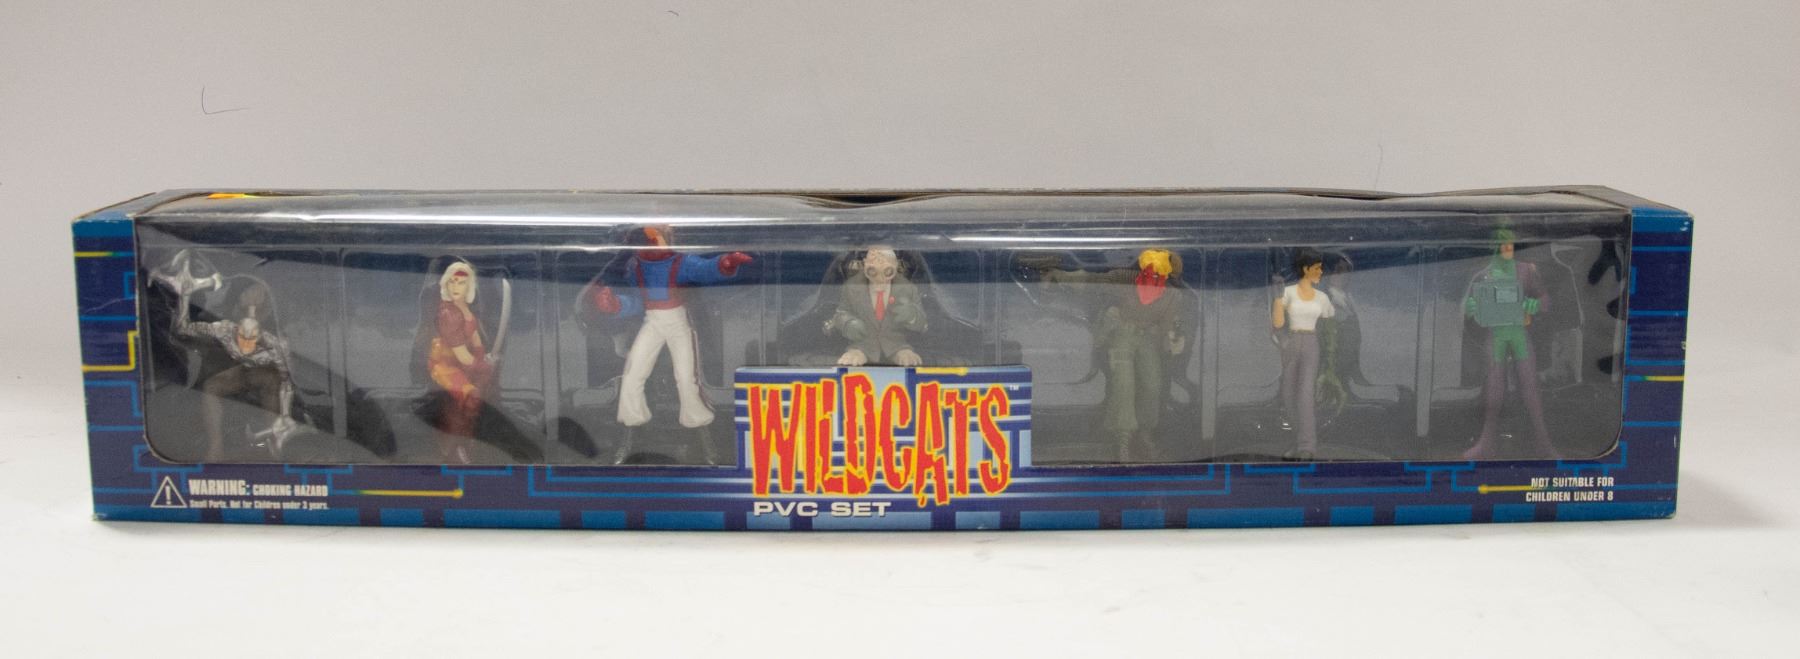 WILDCATS™
PVC SET
WARNING: CHOKING HAZARD
Small Parts. Not for Children under 3 years.
NOT SUITABLE FOR
CHILDREN UNDER 8